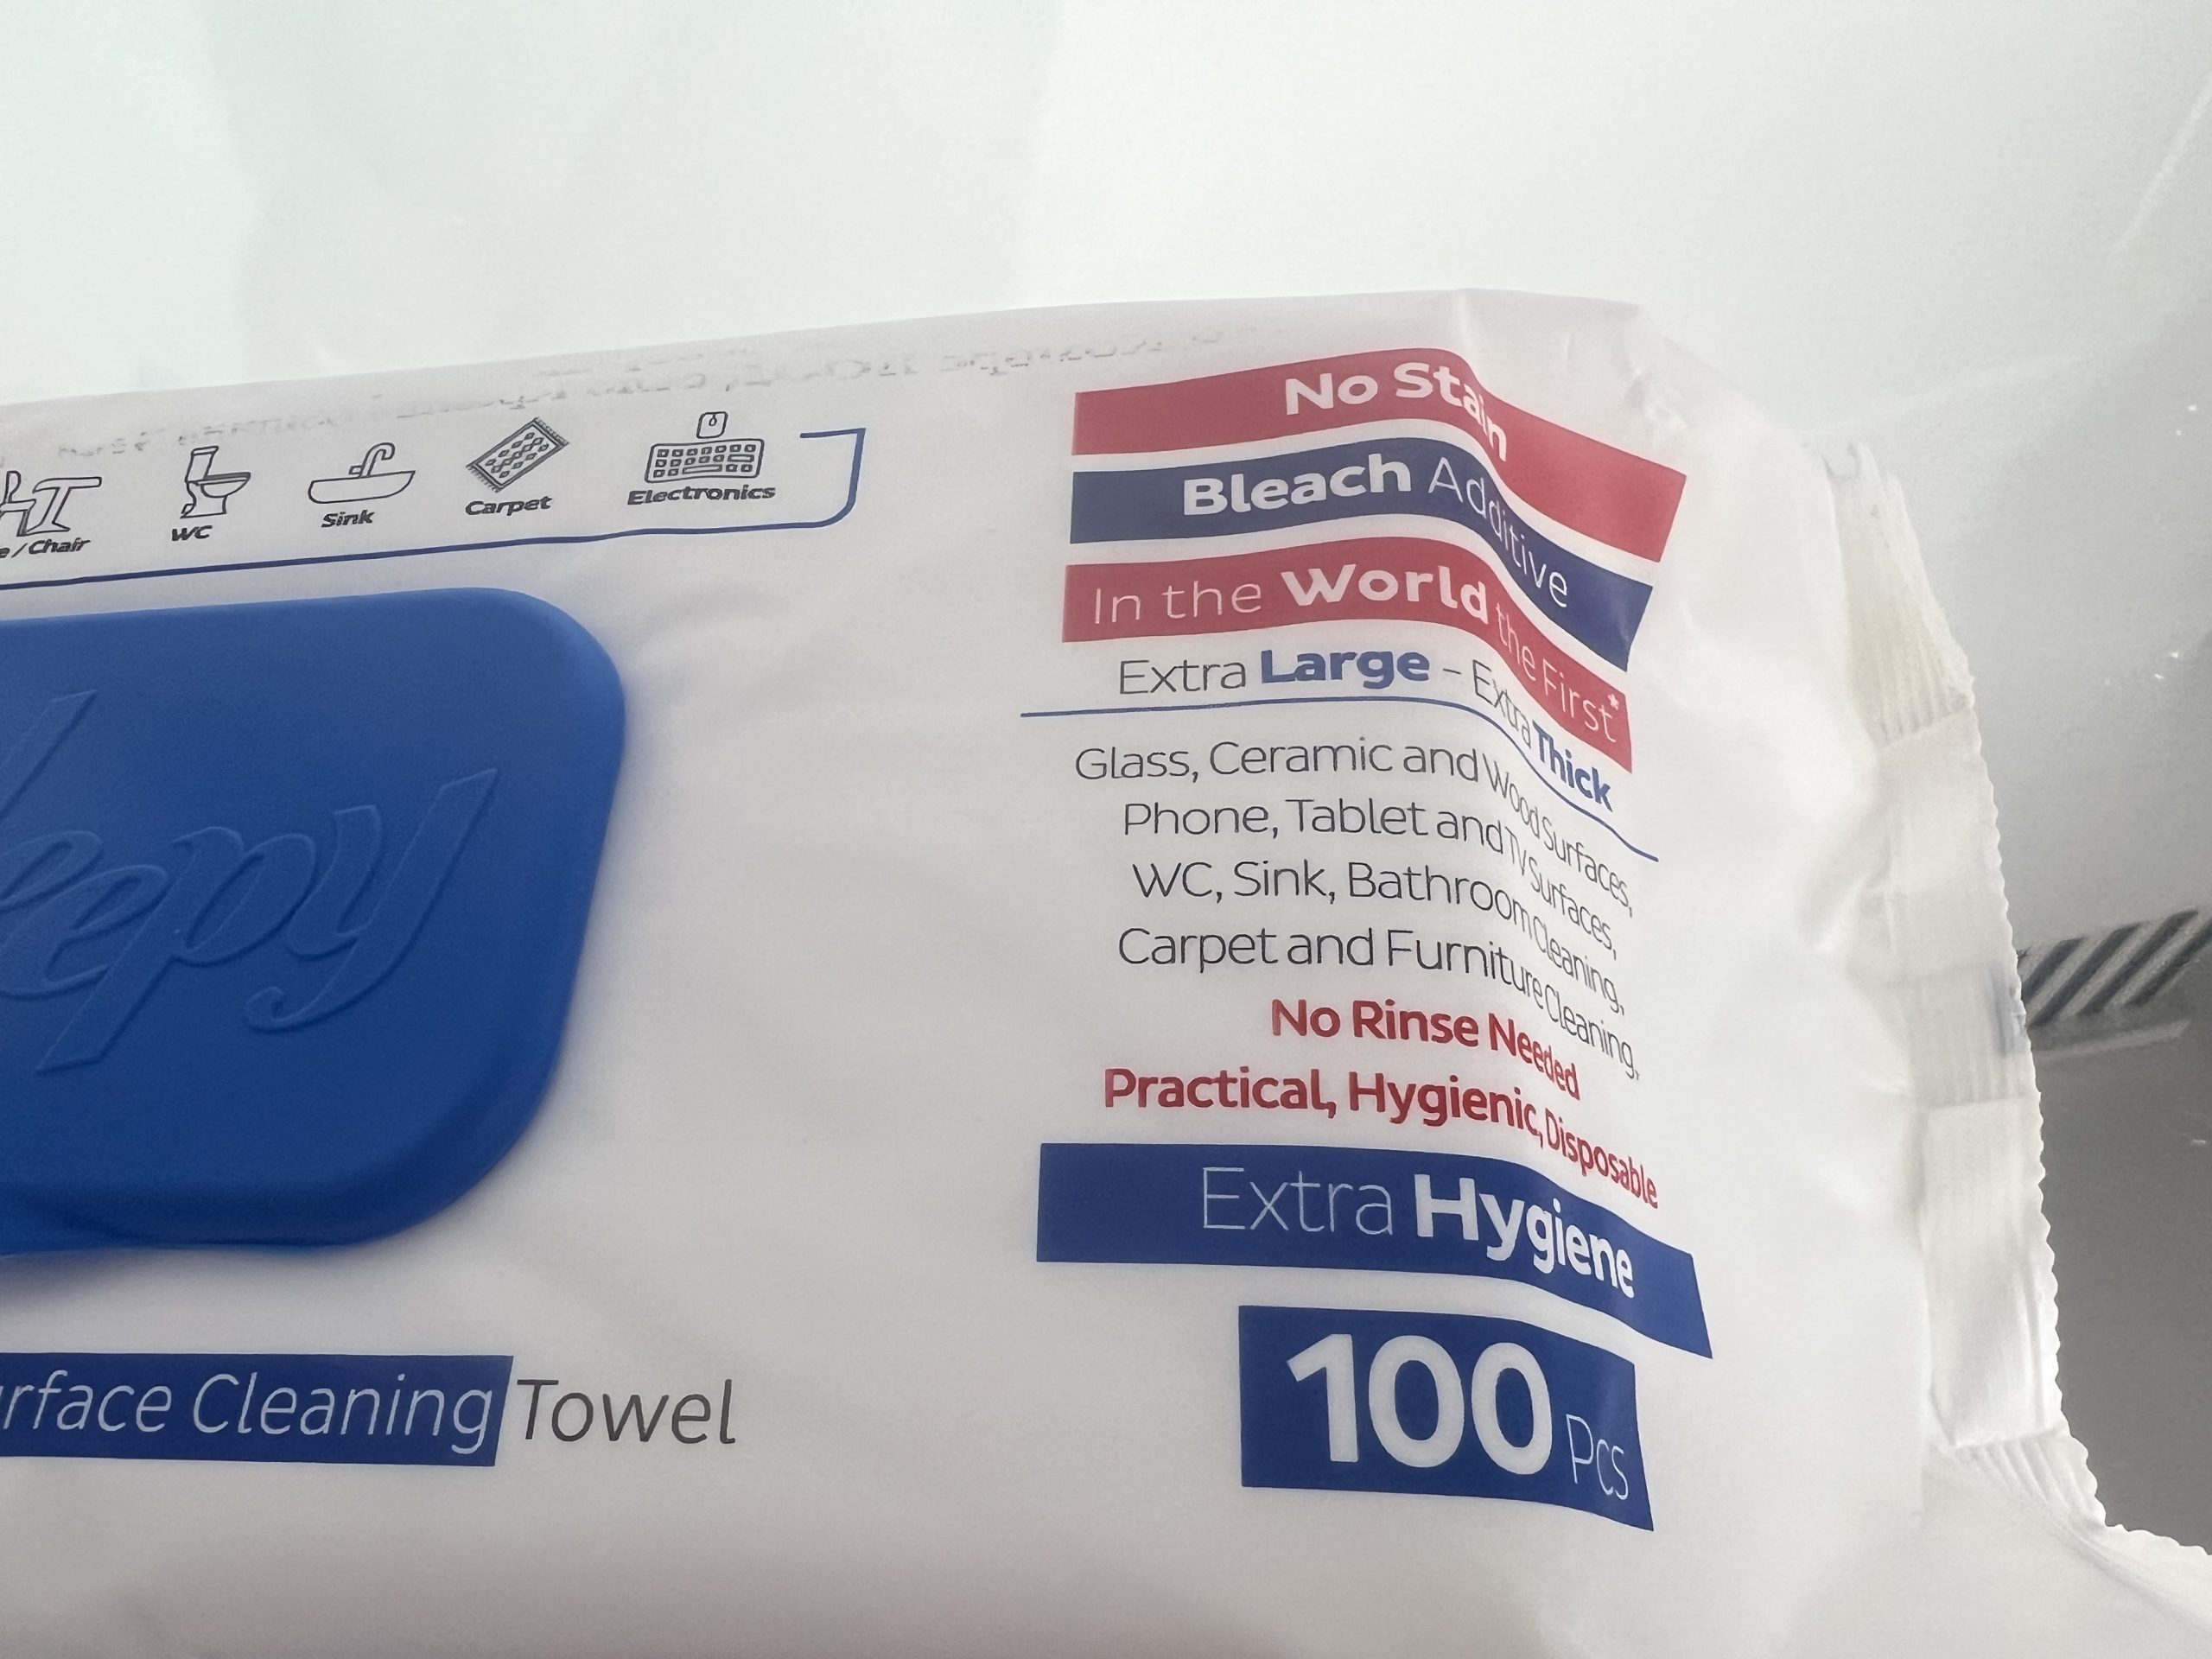 e / Chair
WC
Sink
Carpet
Electronics
eepy
urface Cleaning Towel
No Stain
Bleach Additive
In the World the First*
Extra Large - Extra Thick
Glass, Ceramic and Wood Surfaces,
Phone, Tablet and TV Surfaces,
WC, Sink, Bathroom Cleaning,
Carpet and Furniture Cleaning,
No Rinse Needed
Practical, Hygienic, Disposable
Extra Hygiene
100 Pcs